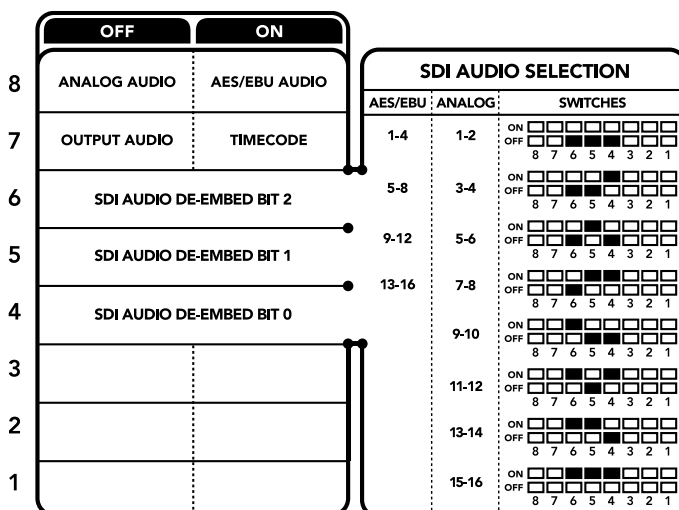 OFF ON
8 ANALOG AUDIO AES/EBU AUDIO
7 OUTPUT AUDIO TIMECODE
6 SDI AUDIO DE-EMBED BIT 2
5 SDI AUDIO DE-EMBED BIT 1
4 SDI AUDIO DE-EMBED BIT 0
3
2
1
SDI AUDIO SELECTION
AES/EBU ANALOG SWITCHES
1-4 1-2 ON
OFF
8 7 6 5 4 3 2 1
5-8 3-4 ON
OFF
8 7 6 5 4 3 2 1
9-12 5-6 ON
OFF
8 7 6 5 4 3 2 1
13-16 7-8 ON
OFF
8 7 6 5 4 3 2 1
9-10 ON
OFF
8 7 6 5 4 3 2 1
11-12 ON
OFF
8 7 6 5 4 3 2 1
13-14 ON
OFF
8 7 6 5 4 3 2 1
15-16 ON
OFF
8 7 6 5 4 3 2 1